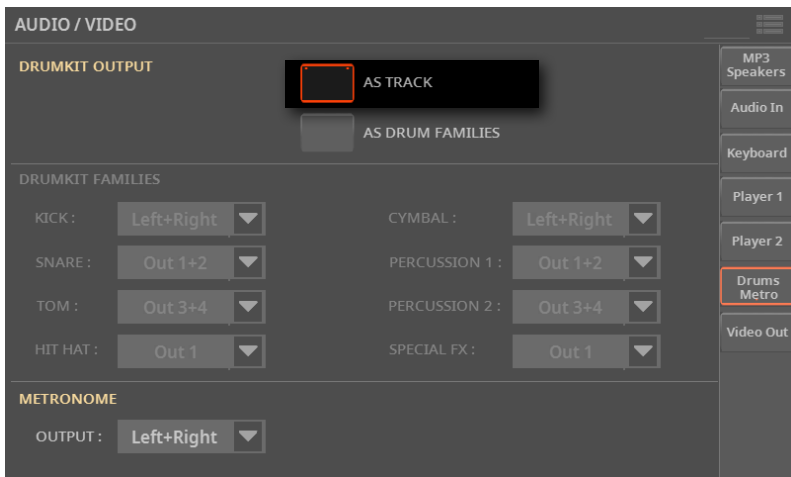 AUDIO / VIDEO
DRUMKIT OUTPUT
AS TRACK
AS DRUM FAMILIES
DRUMKIT FAMILIES
KICK : Left+Right CYMBAL : Left+Right
SNARE : Out 1+2 PERCUSSION 1 : Out 1+2
TOM : Out 3+4 PERCUSSION 2 : Out 3+4
HIT HAT : Out 1 SPECIAL FX : Out 1
METRONOME
OUTPUT : Left+Right
MP3
Speakers
Audio In
Keyboard
Player 1
Player 2
Drums
Metro
Video Out